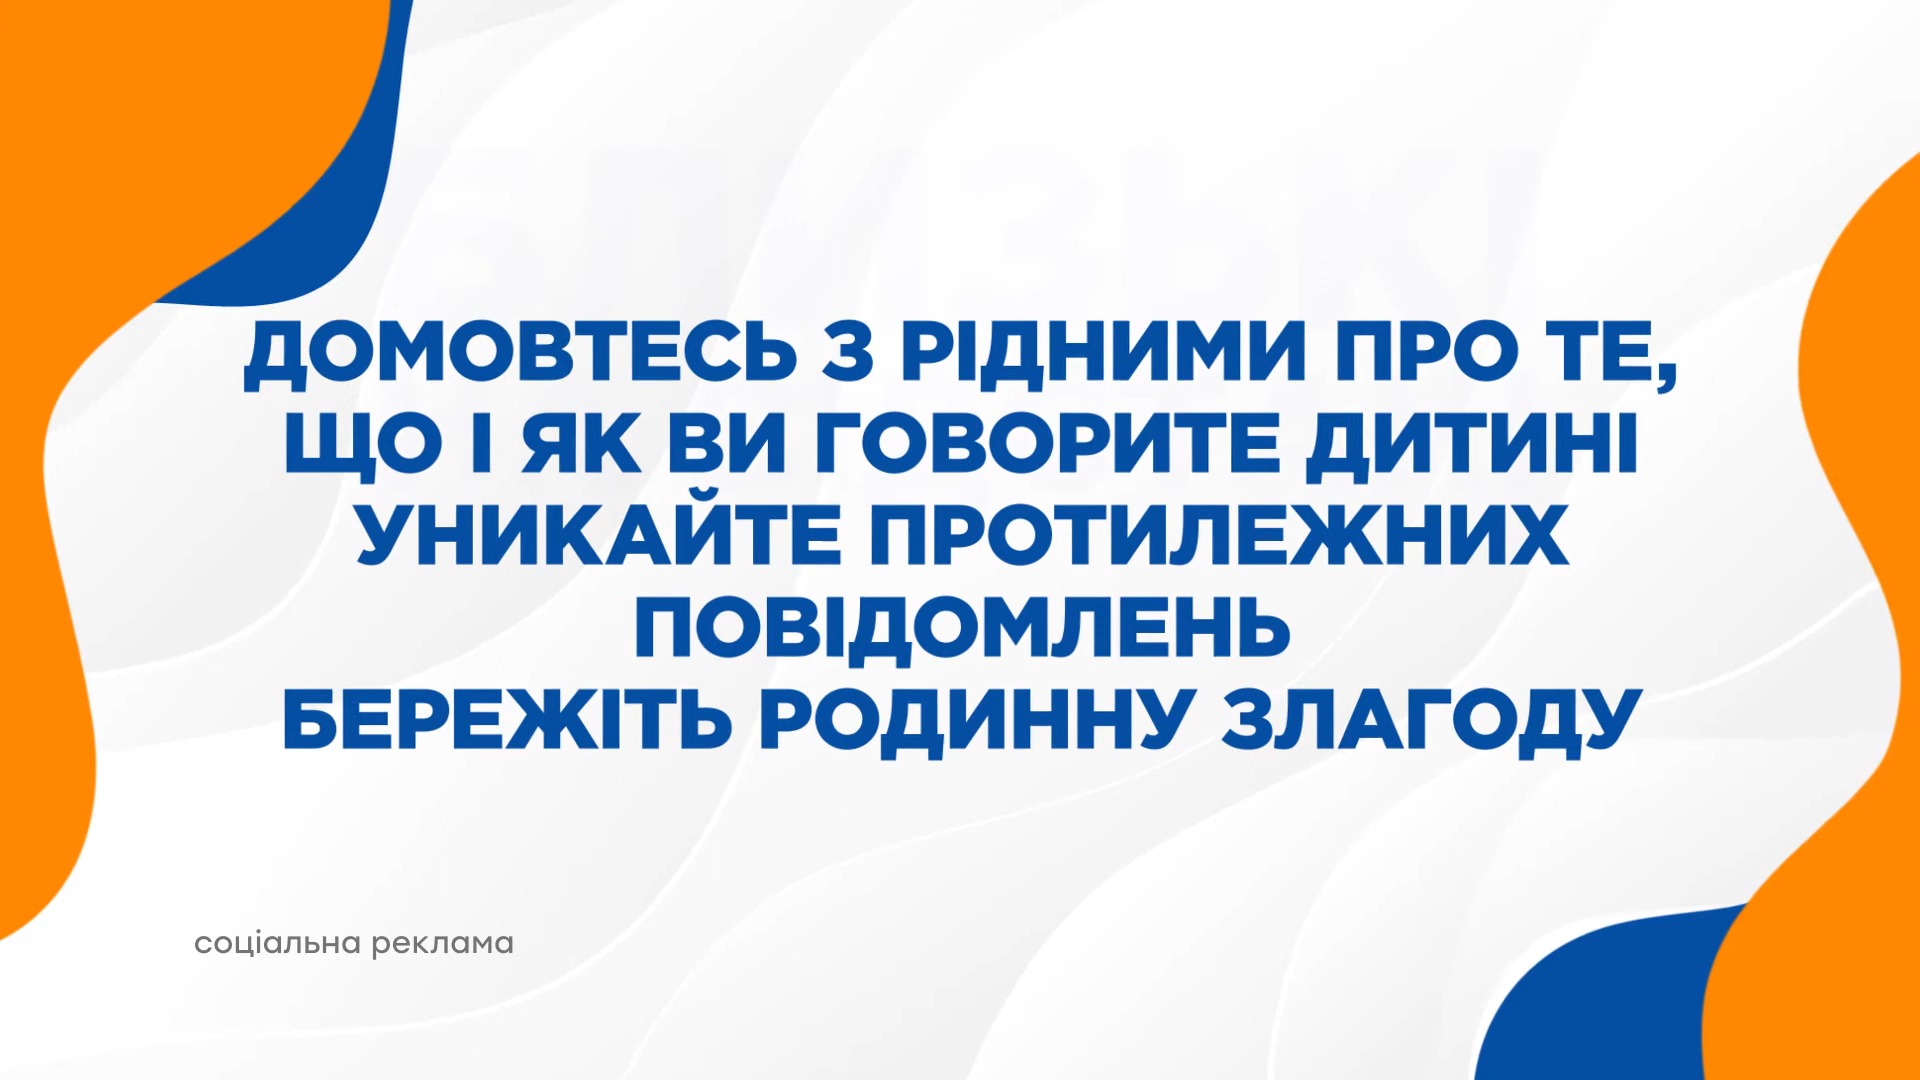 ДОМОВТЕСЬ З РІДНИМИ ПРО ТЕ,
ЩО І ЯК ВИ ГОВОРИТЕ ДИТИНІ
УНИКАЙТЕ ПРОТИЛЕЖНИХ
ПОВІДОМЛЕНЬ
БЕРЕЖІТЬ РОДИННУ ЗЛАГОДУ
соціальна реклама